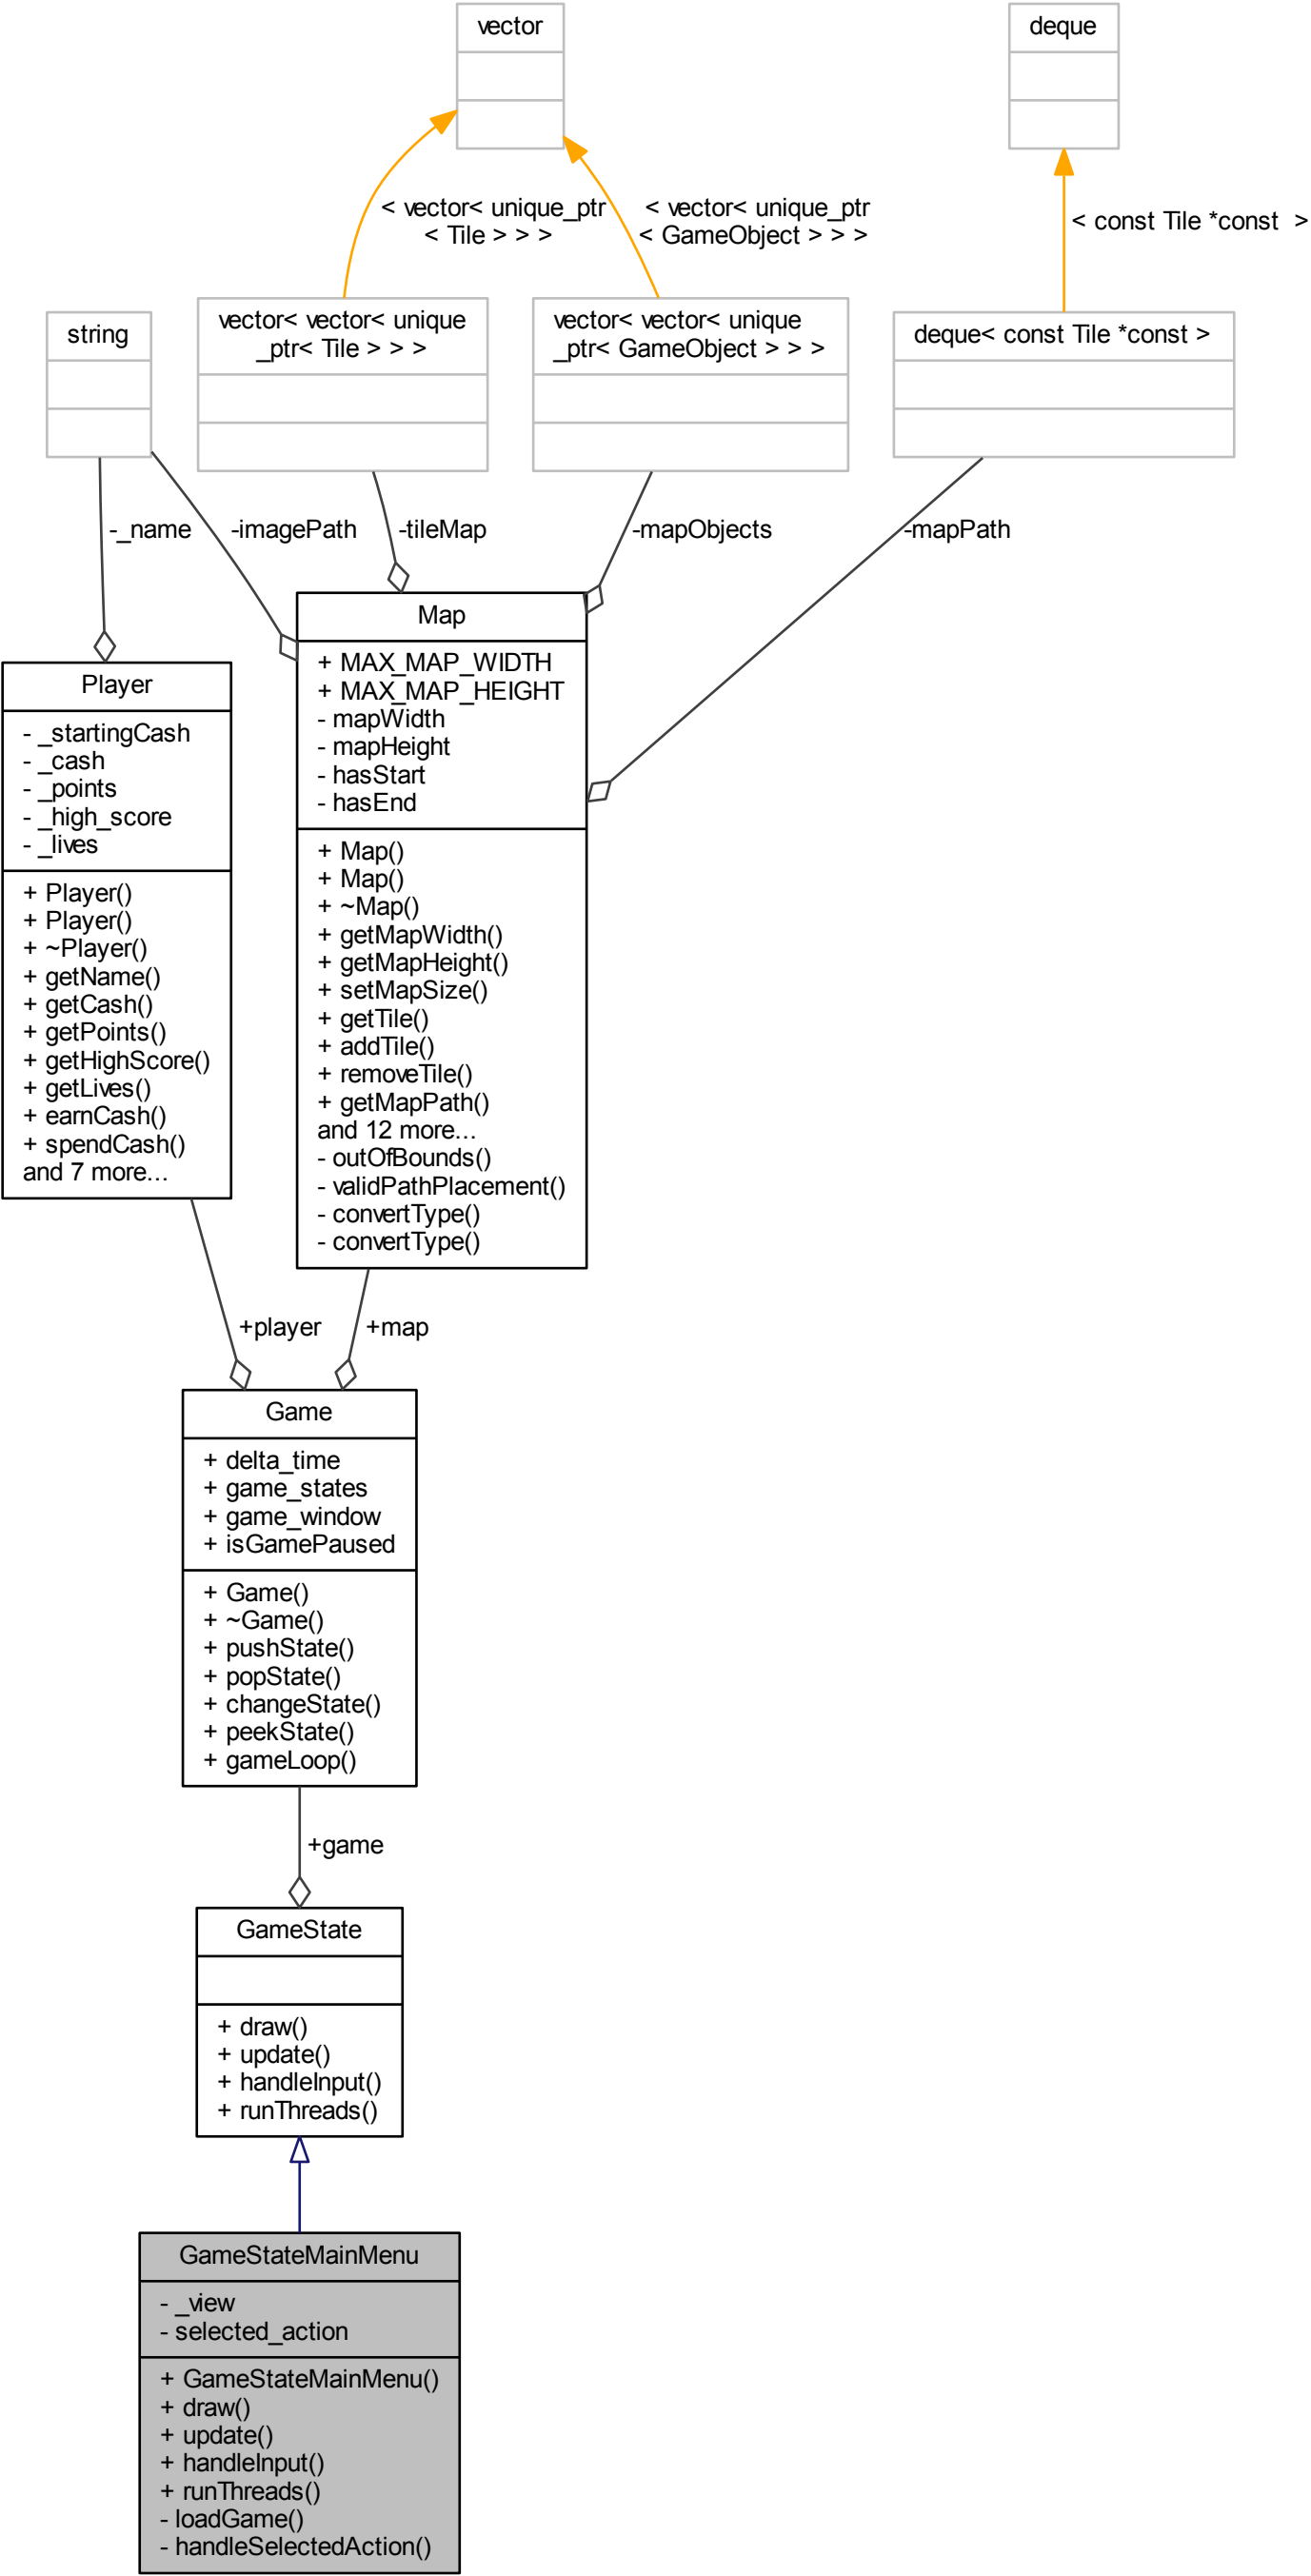 vector
deque
< vector< unique_ptr
< Tile > > >
< vector< unique_ptr
< GameObject > > >
< const Tile *const >
string
vector< vector< unique
_ptr< Tile > > >
vector< vector< unique
_ptr< GameObject > > >
deque< const Tile *const >
-_name
-imagePath
-tileMap
-mapObjects
-mapPath
Player
- _startingCash
- _cash
- _points
- _high_score
- _lives
+ Player()
+ Player()
+ ~Player()
+ getName()
+ getCash()
+ getPoints()
+ getHighScore()
+ getLives()
+ earnCash()
+ spendCash()
and 7 more...
Map
+ MAX_MAP_WIDTH
+ MAX_MAP_HEIGHT
- mapWidth
- mapHeight
- hasStart
- hasEnd
+ Map()
+ Map()
+ ~Map()
+ getMapWidth()
+ getMapHeight()
+ setMapSize()
+ getTile()
+ addTile()
+ removeTile()
+ getMapPath()
and 12 more...
- outOfBounds()
- validPathPlacement()
- convertType()
- convertType()
+player
+map
Game
+ delta_time
+ game_states
+ game_window
+ isGamePaused
+ Game()
+ ~Game()
+ pushState()
+ popState()
+ changeState()
+ peekState()
+ gameLoop()
+game
GameState
+ draw()
+ update()
+ handleInput()
+ runThreads()
GameStateMainMenu
- _view
- selected_action
+ GameStateMainMenu()
+ draw()
+ update()
+ handleInput()
+ runThreads()
- loadGame()
- handleSelectedAction()